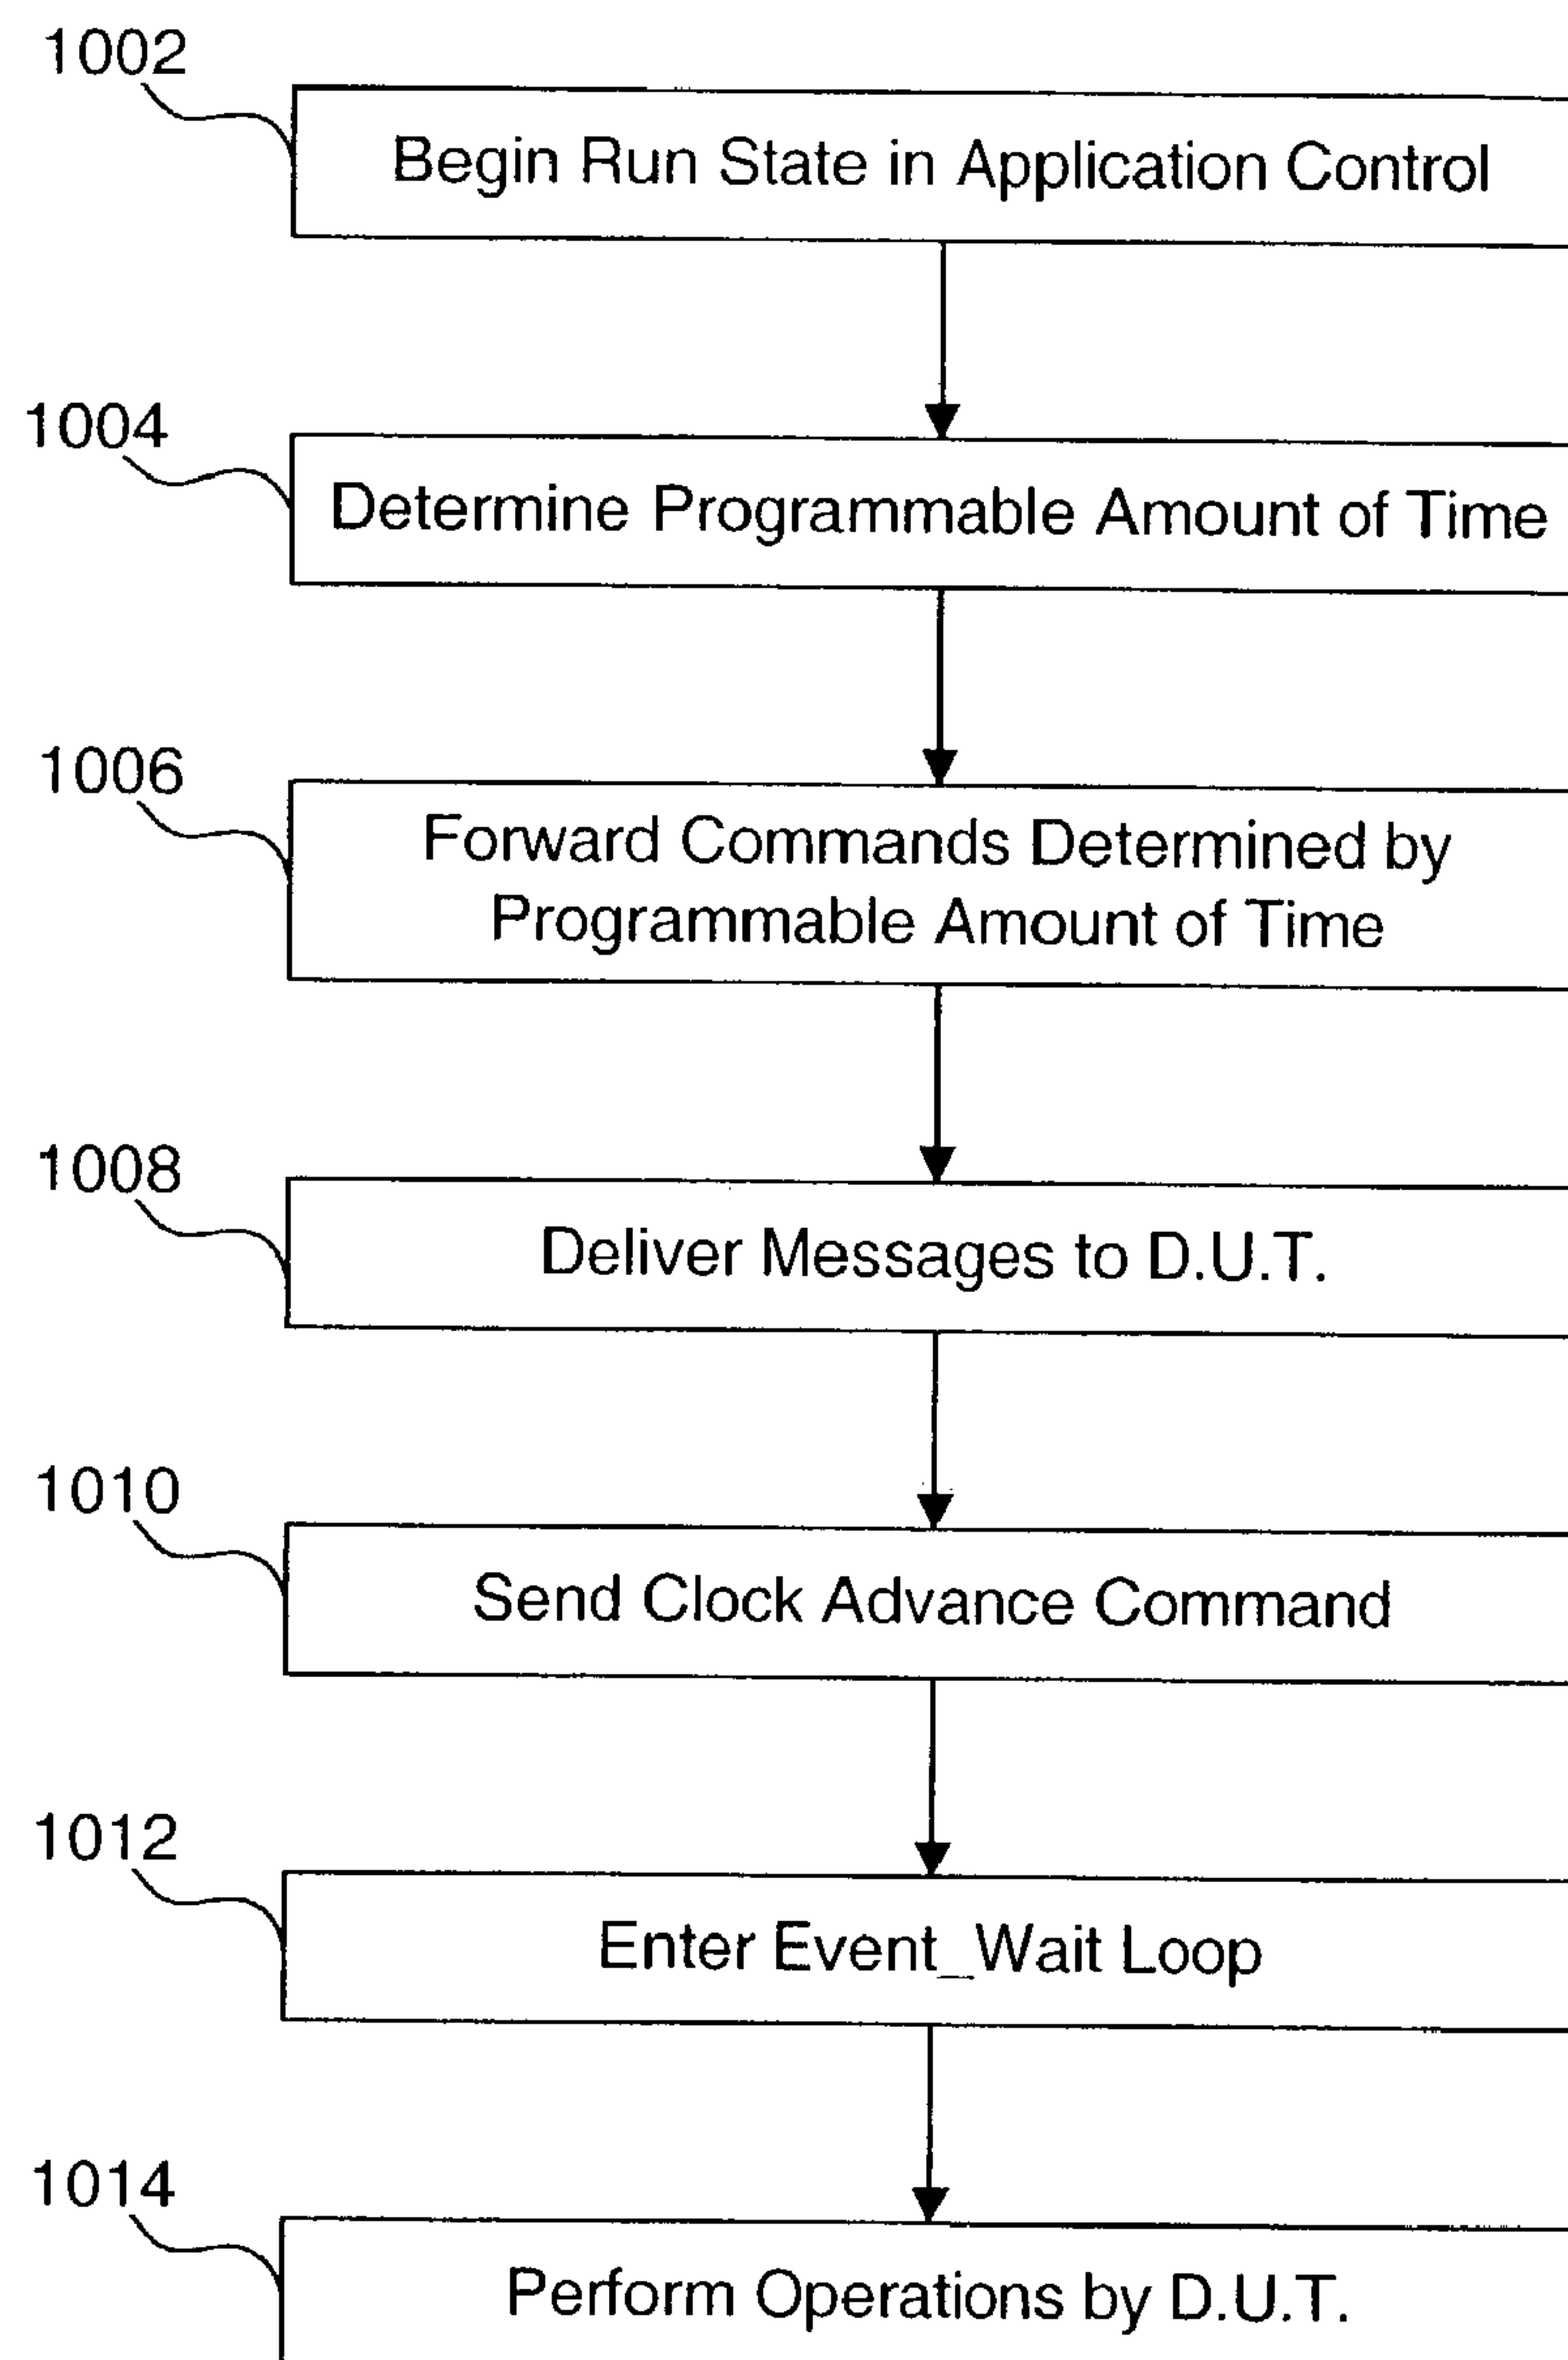 1002
Begin Run State in Application Control
1004
Determine Programmable Amount of Time
1006
Forward Commands Determined by
Programmable Amount of Time
1008
Deliver Messages to D.U.T.
1010
Send Clock Advance Command
1012
Enter Event_Wait Loop
1014
Perform Operations by D.U.T.